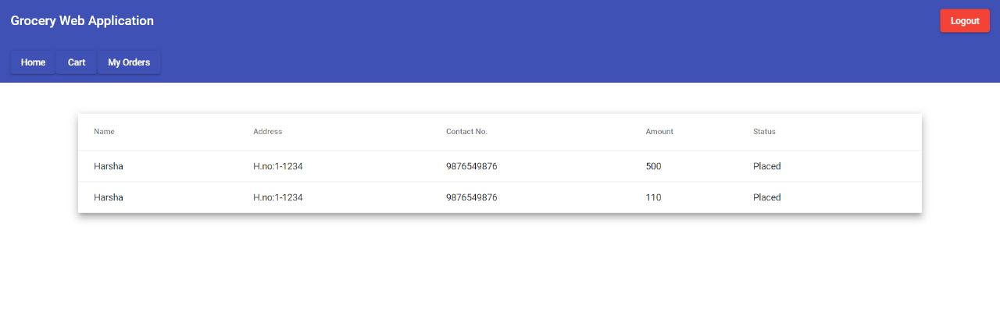 Grocery Web Application
Logout
Home Cart My Orders
Name Address Contact No. Amount Status
Harsha H.no:1-1234 9876549876 500 Placed
Harsha H.no:1-1234 9876549876 110 Placed